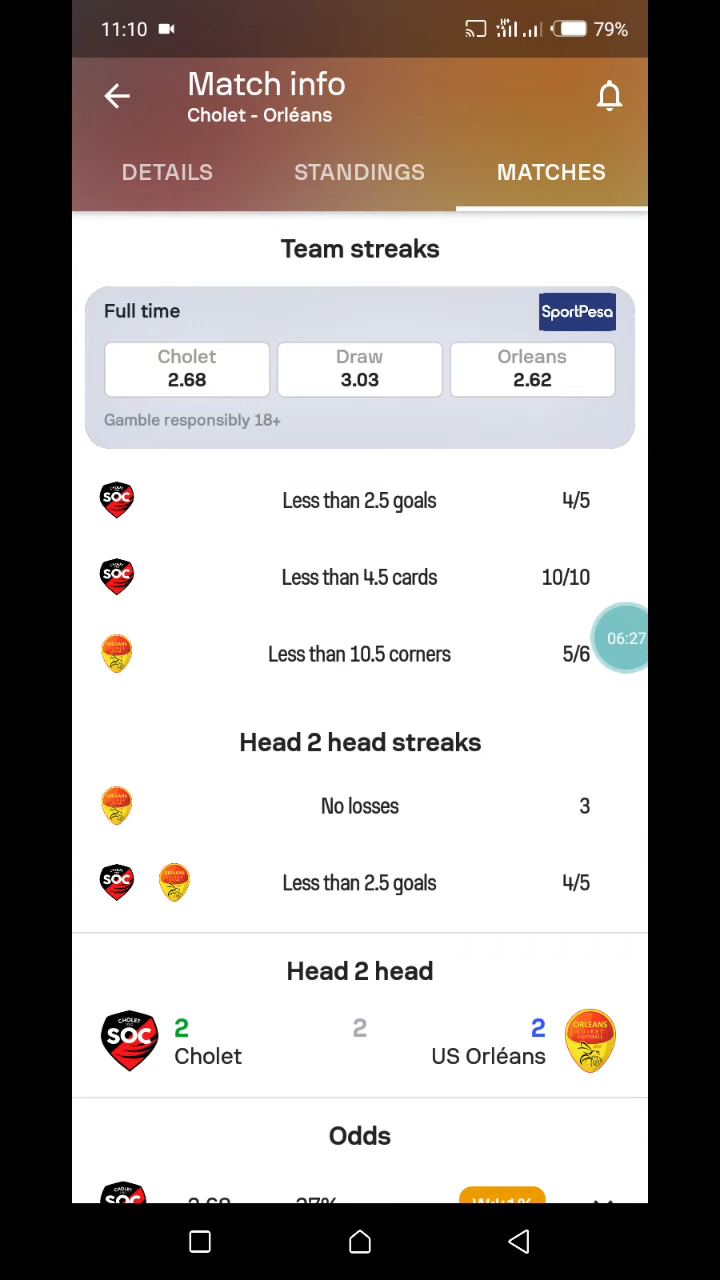 11:10 79%
Match info
Cholet - Orléans
DETAILS STANDINGS MATCHES
Team streaks
Full time SportPesa
Cholet Draw Orleans
2.68 3.03 2.62
Gamble responsibly 18+
SOC Less than 2.5 goals 4/5
SOC Less than 4.5 cards 10/10
Less than 10.5 corners 5/6
06:27
Head 2 head streaks
No losses 3
SOC Less than 2.5 goals 4/5
Head 2 head
CHOLET
SOC
ORLEANS
2 2 2
Cholet US Orléans
Odds